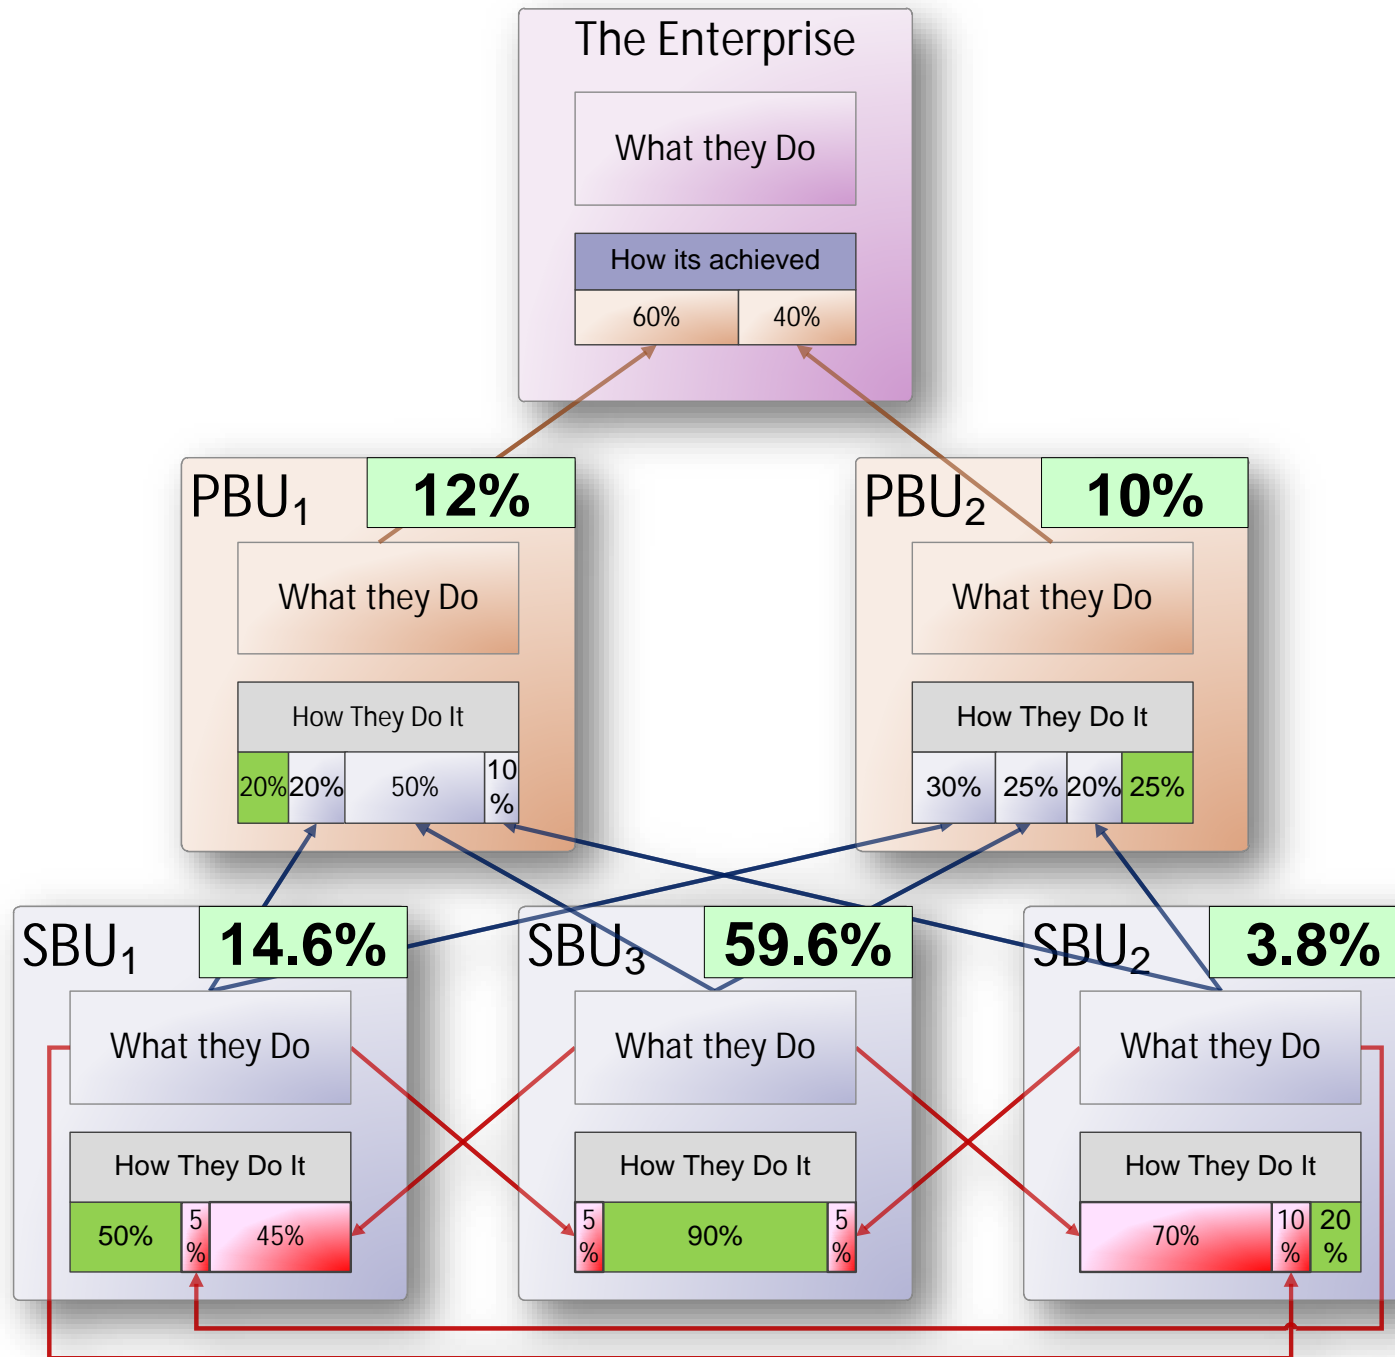 The Enterprise
What they Do
How its achieved
60% 40%
PBU1 12%
What they Do
How They Do It
20% 20% 50% 10
%
PBU2 10%
What they Do
How They Do It
30% 25% 20% 25%
SBU1 14.6%
What they Do
How They Do It
50% 5
% 45%
SBU3 59.6%
What they Do
How They Do It
5
% 90% 5
%
SBU2 3.8%
What they Do
How They Do It
70% 10
% 20
%